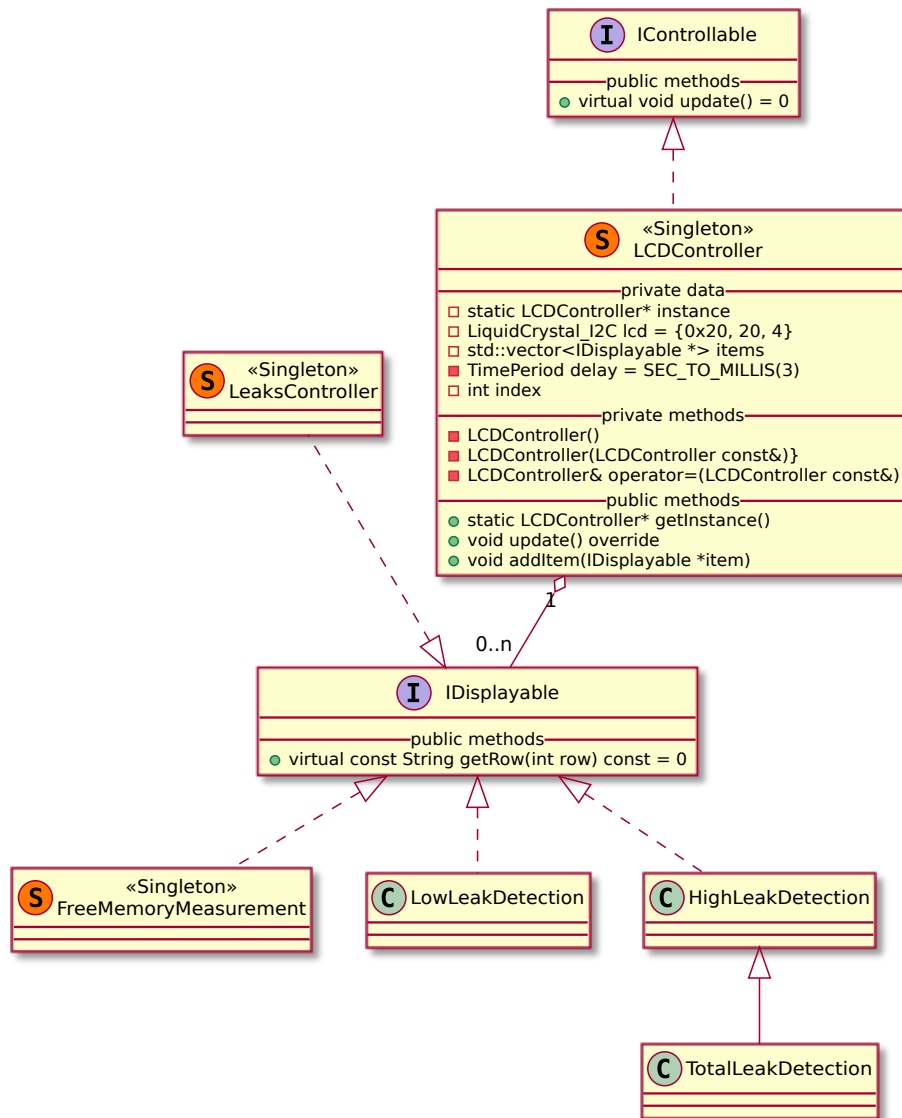 I IControllable
public methods
virtual void update() = 0
«Singleton»
S LCDController
private data
static LCDController* instance
LiquidCrystal_I2C lcd = {0x20, 20, 4}
std::vector<IDisplayable *> items
TimePeriod delay = SEC_TO_MILLIS(3)
int index
private methods
LCDController()
LCDController(LCDController const&)}
LCDController& operator=(LCDController const&)
public methods
static LCDController* getInstance()
void update() override
void addItem(IDisplayable *item)
«Singleton»
S LeaksController
1
0..n
I IDisplayable
public methods
virtual const String getRow(int row) const = 0
«Singleton»
S FreeMemoryMeasurement
C LowLeakDetection
C HighLeakDetection
C TotalLeakDetection